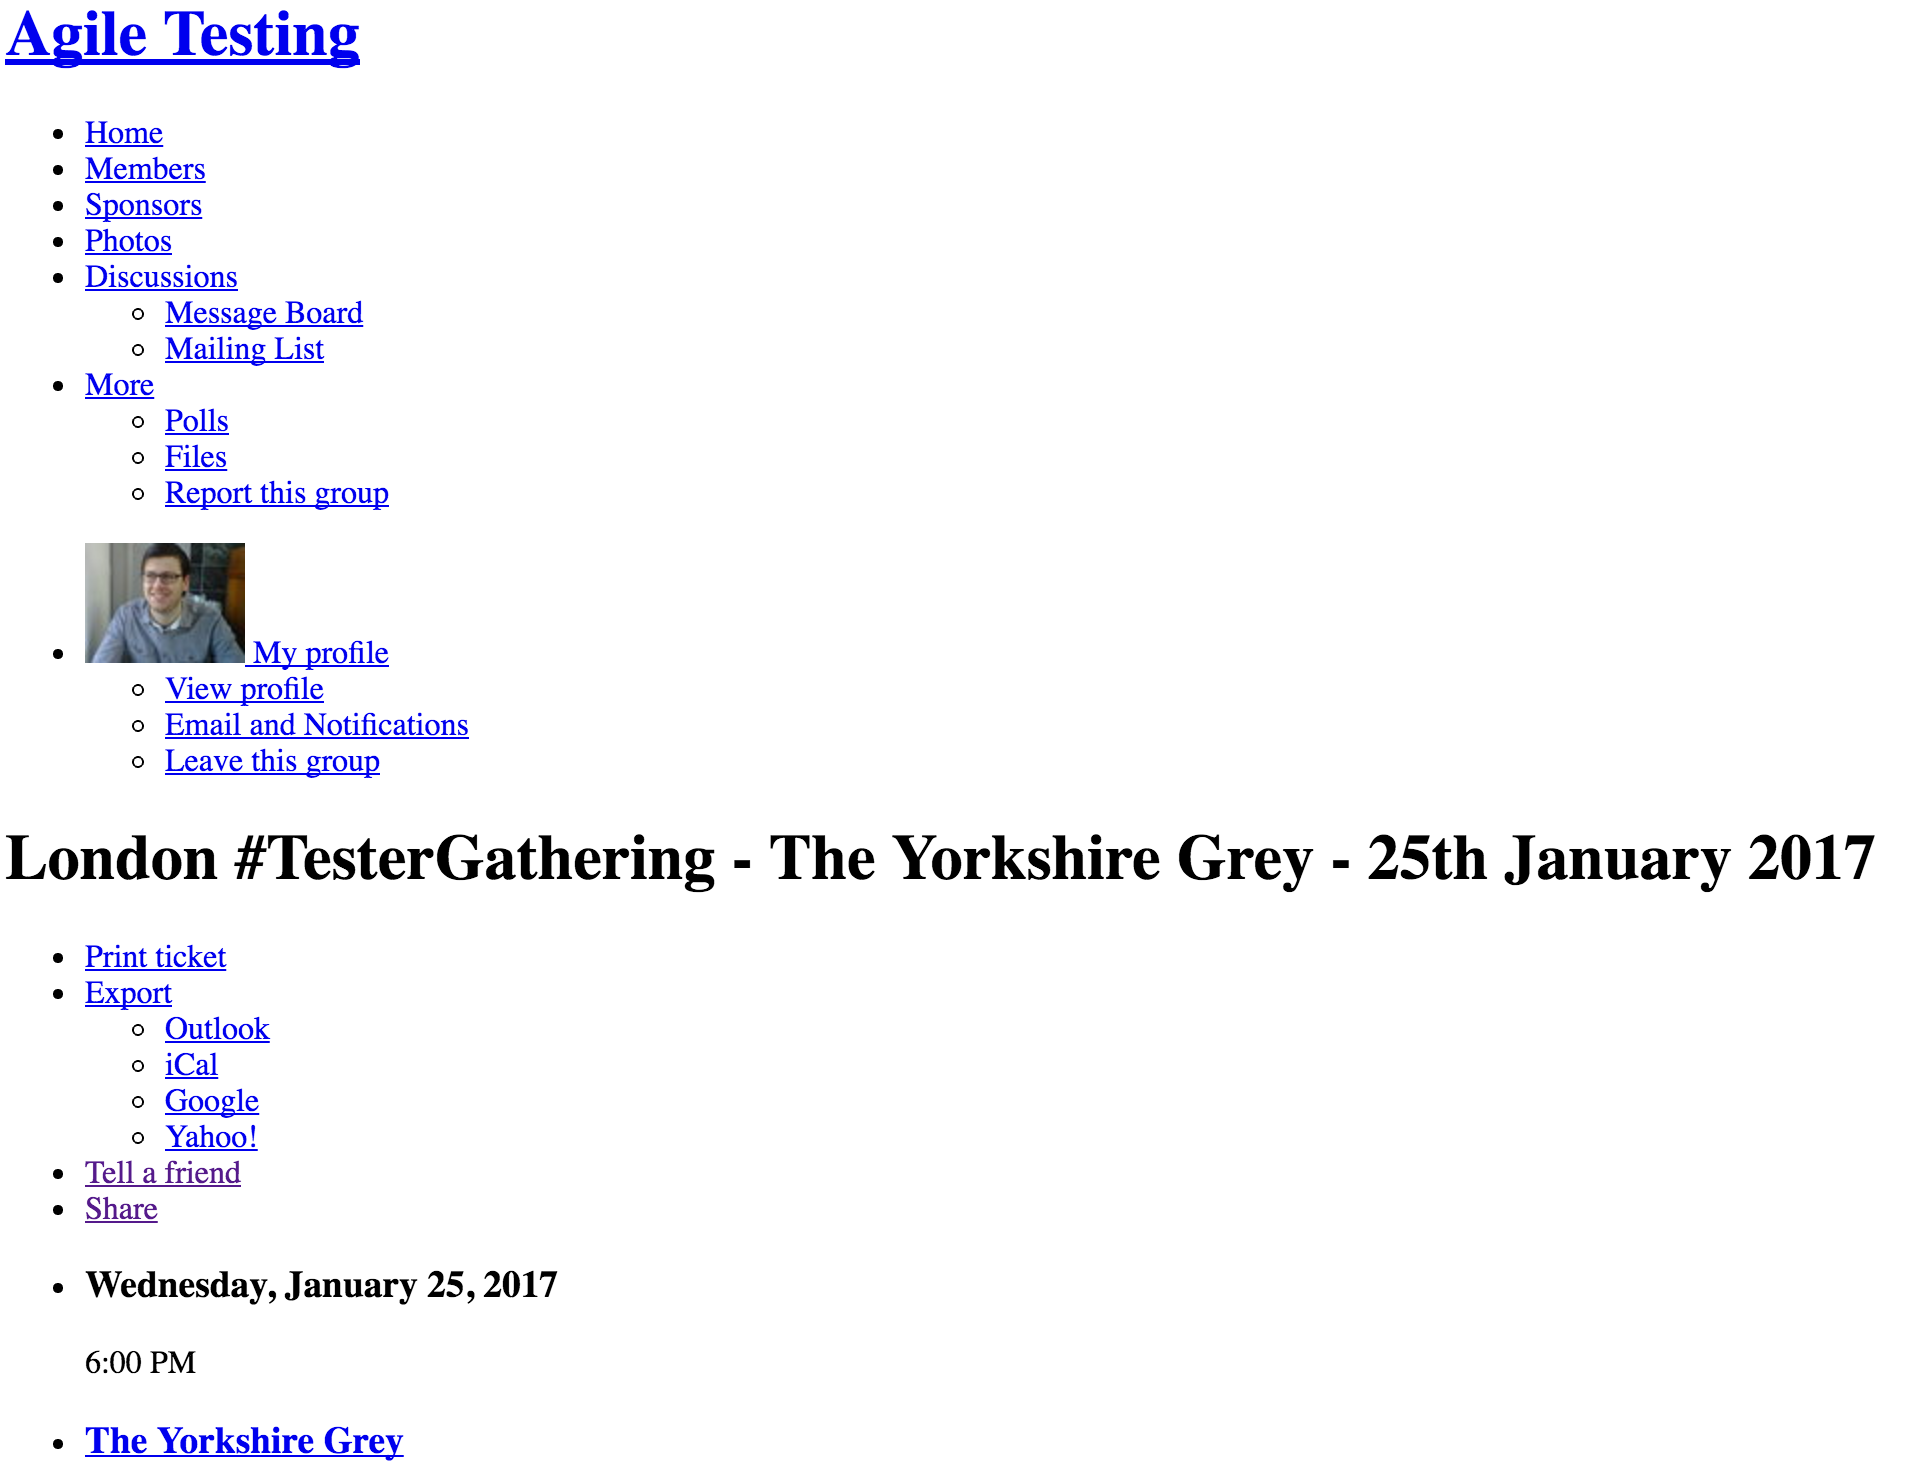 Agile Testing
Home
Members
Sponsors
Photos
Discussions
Message Board
Mailing List
More
Polls
Files
Report this group
My profile
View profile
Email and Notifications
Leave this group
London #TesterGathering - The Yorkshire Grey - 25th January 2017
Print ticket
Export
Outlook
iCal
Google
Yahoo!
Tell a friend
Share
Wednesday, January 25, 2017
6:00 PM
The Yorkshire Grey